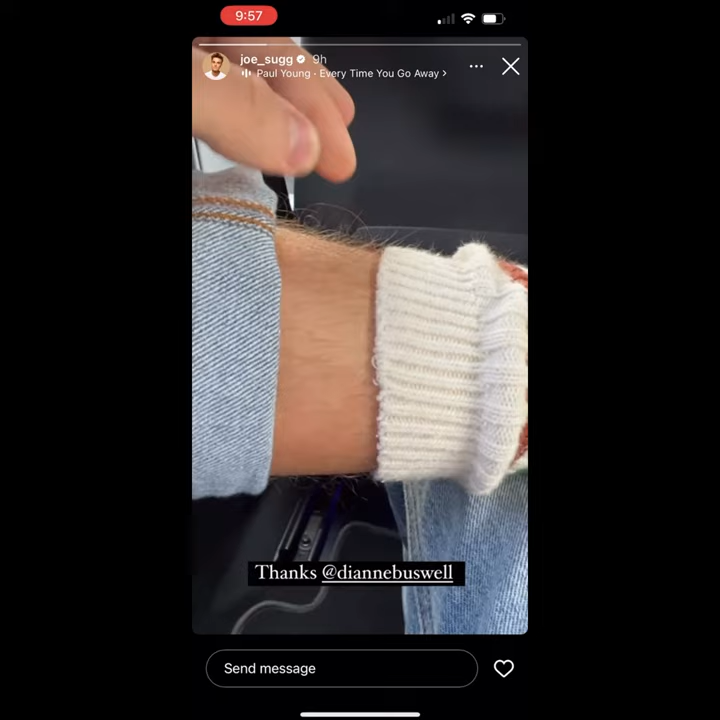 9:57
joe_sugg 9h
Paul Young · Every Time You Go Away >
Thanks @diannebuswell
Send message